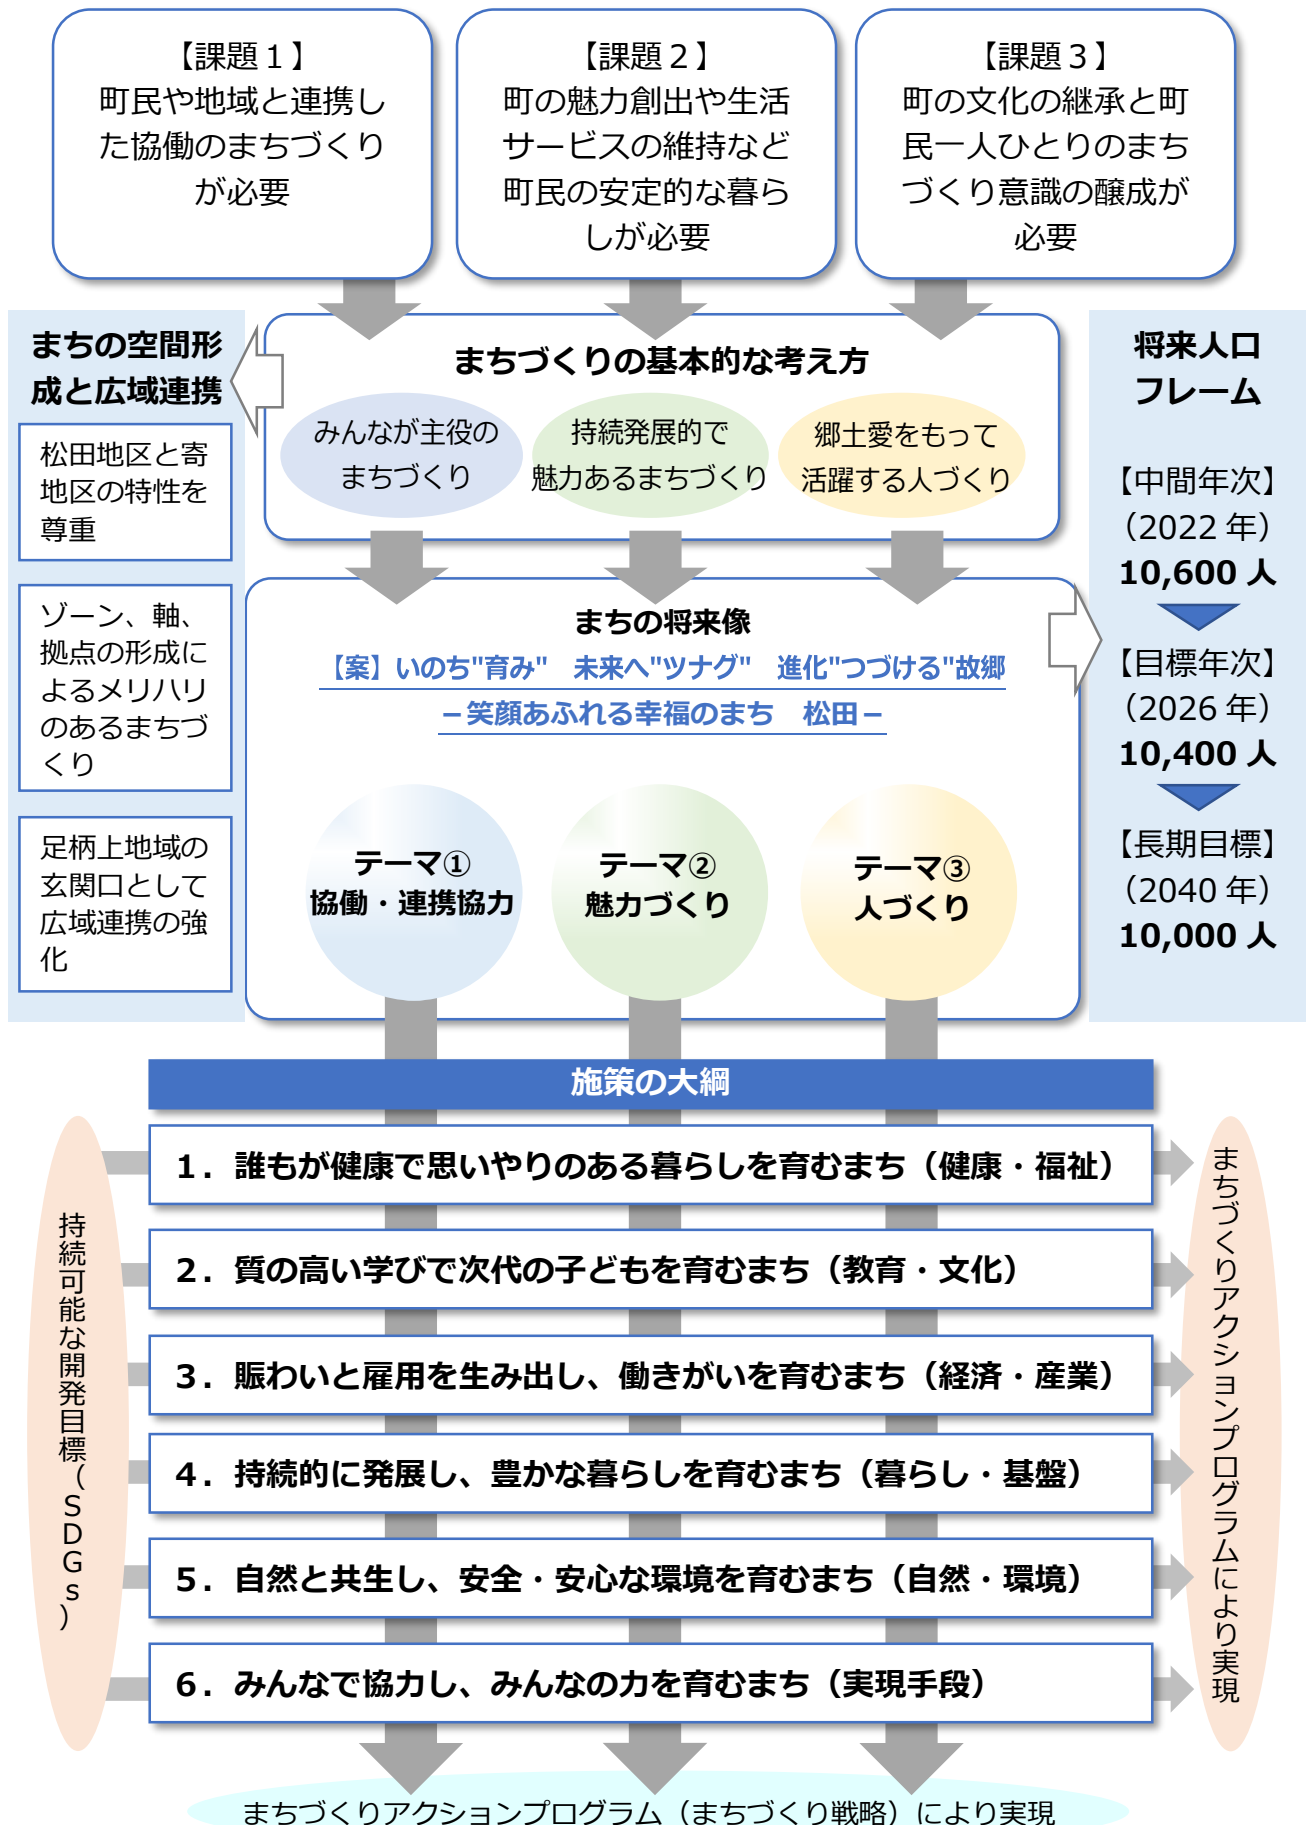 【課題１】
町民や地域と連携し
た協働のまちづくり
が必要
【課題２】
町の魅力創出や生活
サービスの維持など
町民の安定的な暮ら
しが必要
【課題３】
町の文化の継承と町
民一人ひとりのまち
づくり意識の醸成が
必要
まちの空間形
成と広域連携
松田地区と寄
地区の特性を
尊重
ゾーン、軸、
拠点の形成に
よるメリハリ
のあるまちづ
くり
足柄上地域の
玄関口として
広域連携の強
化
まちづくりの基本的な考え方
みんなが主役の
まちづくり
持続発展的で
魅力あるまちづくり
郷土愛をもって
活躍する人づくり
まちの将来像
【案】いのち"育み"　未来へ"ツナグ"　進化"つづける"故郷
－笑顔あふれる幸福のまち　松田－
テーマ①
協働・連携協力
テーマ②
魅力づくり
テーマ③
人づくり
将来人口
フレーム
【中間年次】
（2022 年）
10,600 人
【目標年次】
（2026 年）
10,400 人
【長期目標】
（2040 年）
10,000 人
施策の大綱
持続可能な開発目標（SDGs）
１．誰もが健康で思いやりのある暮らしを育むまち（健康・福祉）
２．質の高い学びで次代の子どもを育むまち（教育・文化）
３．賑わいと雇用を生み出し、働きがいを育むまち（経済・産業）
４．持続的に発展し、豊かな暮らしを育むまち（暮らし・基盤）
５．自然と共生し、安全・安心な環境を育むまち（自然・環境）
６．みんなで協力し、みんなの力を育むまち（実現手段）
まちづくりアクションプログラムにより実現
まちづくりアクションプログラム（まちづくり戦略）により実現